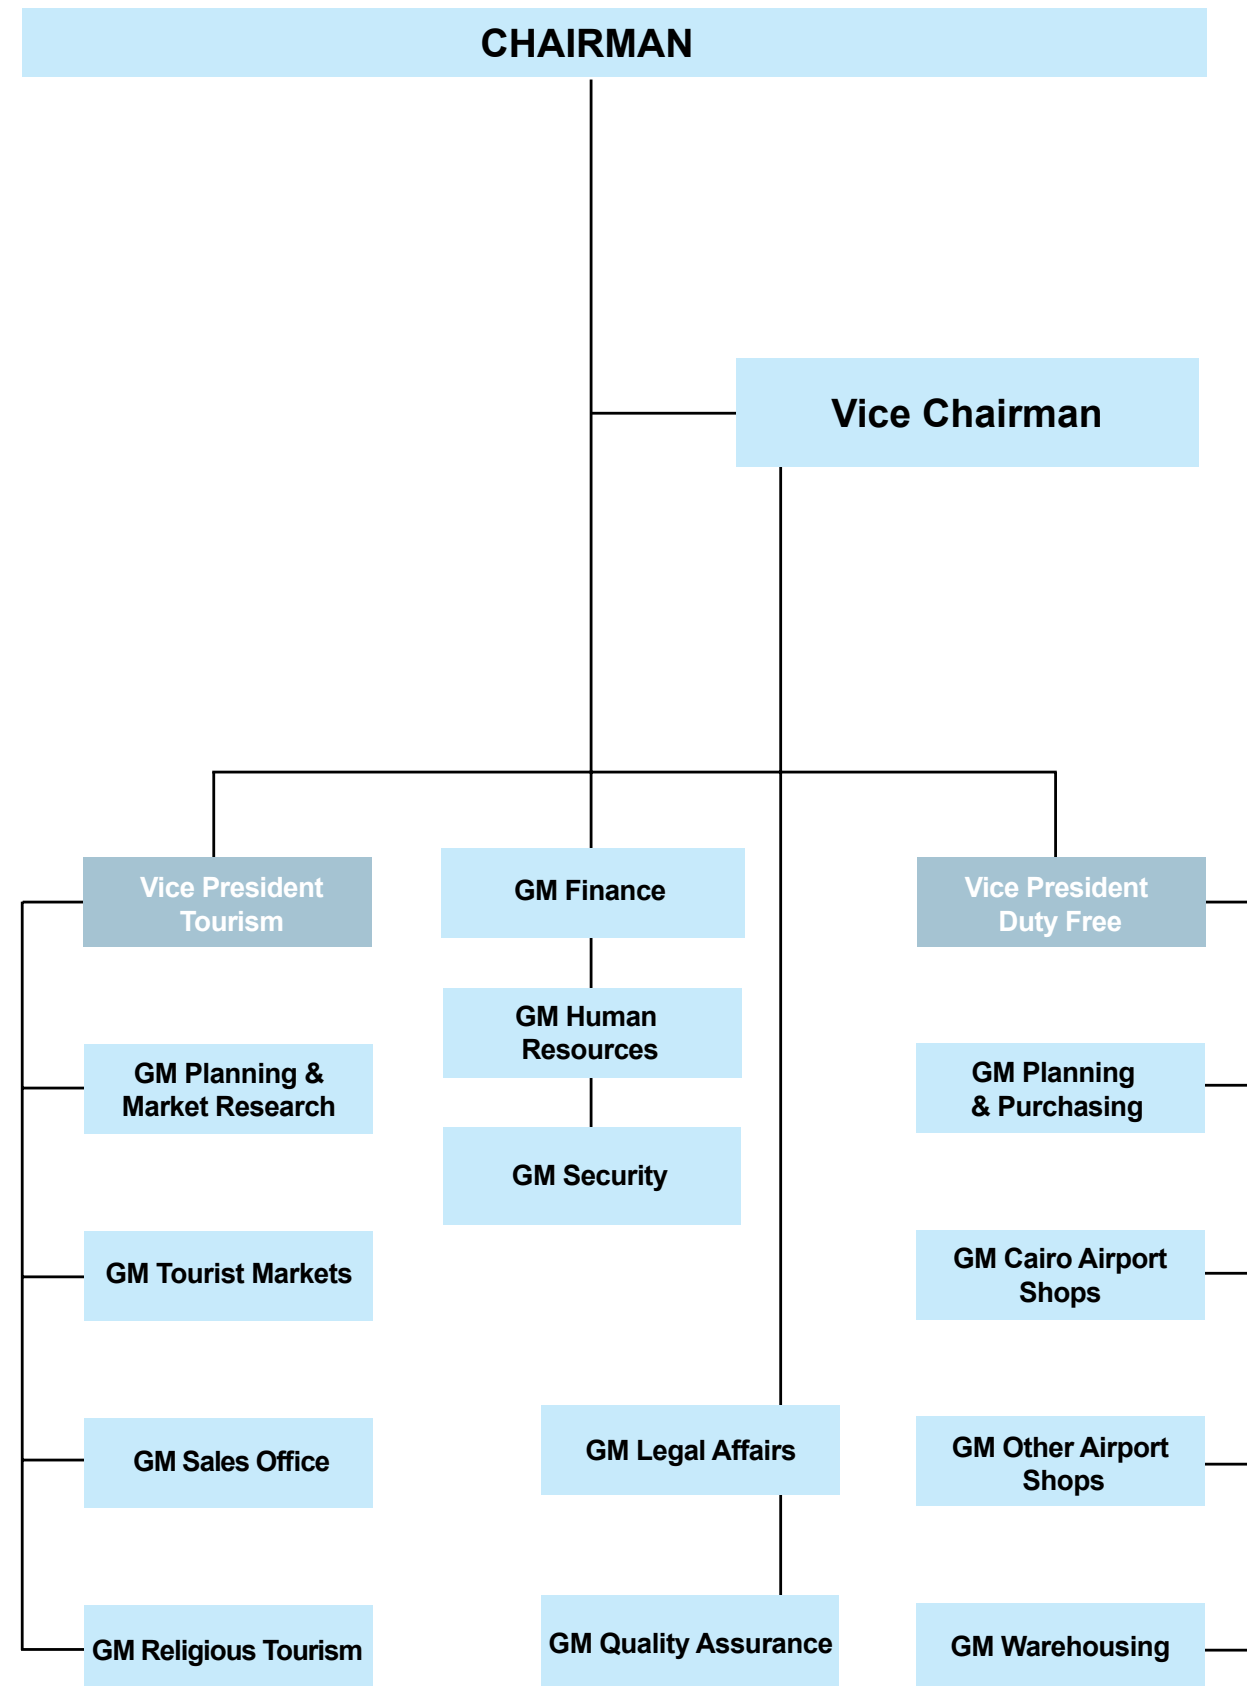 CHAIRMAN
Vice Chairman
Vice President
Tourism
GM Finance
Vice President
Duty Free
GM Human
Resources
GM Planning &
Market Research
GM Planning
& Purchasing
GM Security
GM Tourist Markets
GM Cairo Airport
Shops
GM Sales Office
GM Legal Affairs
GM Other Airport
Shops
GM Religious Tourism
GM Quality Assurance
GM Warehousing